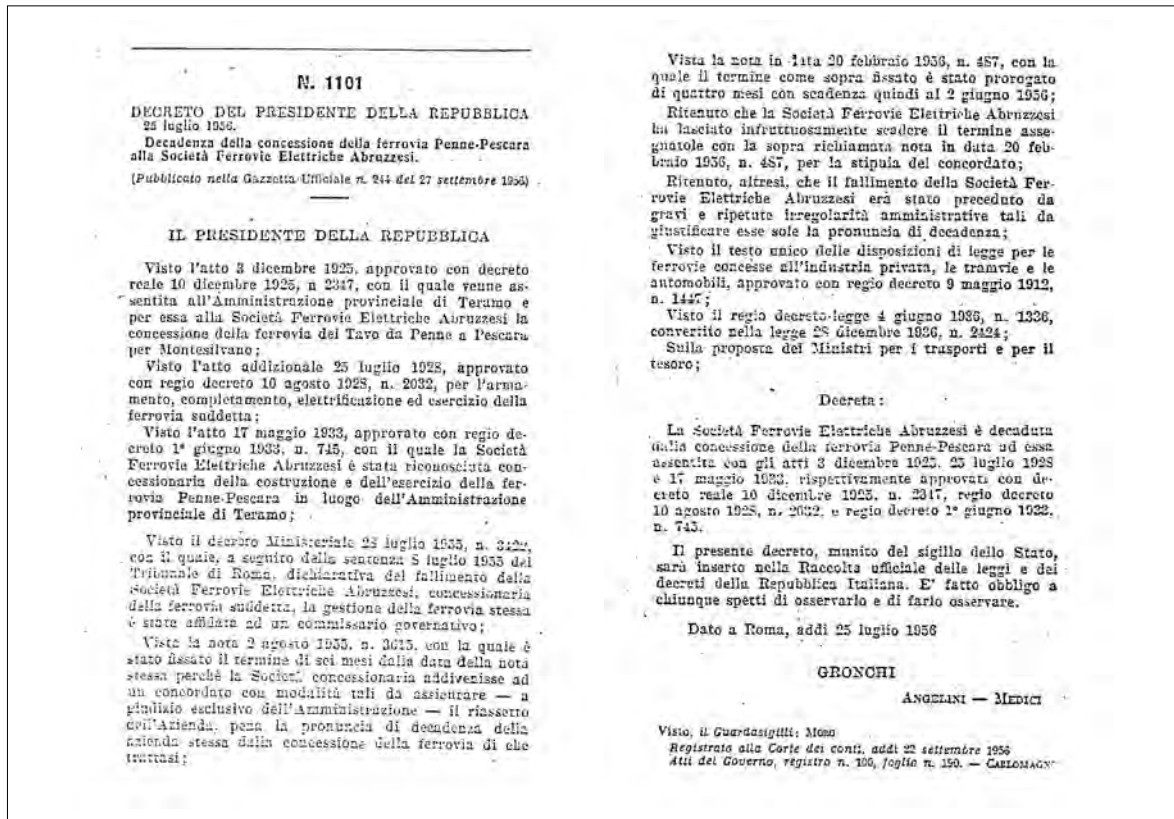 N. 1101
DECRETO DEL PRESIDENTE DELLA REPUBBLICA
25 luglio 1956.
Decadenza della concessione della ferrovia Penne-Pescara
alla Società Ferrovie Elettriche Abruzzesi.
(Pubblicato nella Gazzetta Ufficiale n. 244 del 27 settembre 1956)
IL PRESIDENTE DELLA REPUBBLICA
Visto l'atto 3 dicembre 1925, approvato con decreto
reale 10 dicembre 1925, n 2347, con il quale venne as-
sentita all'Amministrazione provinciale di Teramo e
per essa alla Società Ferrovie Elettriche Abruzzesi la
concessione della ferrovia del Tavo da Penne a Pescara
per Montesilvano;
Visto l'atto addizionale 25 luglio 1928, approvato
con regio decreto 10 agosto 1928, n. 2032, per l'arma-
mento, completamento, elettrificazione ed esercizio della
ferrovia suddetta;
Visto l'atto 17 maggio 1933, approvato con regio de-
creto 1° giugno 1933, n. 745, con il quale la Società
Ferrovie Elettriche Abruzzesi è stata riconosciuta con-
cessionaria della costruzione e dell'esercizio della fer-
rovia Penne-Pescara in luogo dell'Amministrazione
provinciale di Teramo;
Visto il decreto Ministeriale 28 luglio 1955, n.
con il quale, a seguito della sentenza 8 luglio 1955 del
Tribunale di Roma, dichiarativa del fallimento della
Società Ferrovie Elettriche Abruzzesi, concessionaria
della ferrovia suddetta, la gestione della ferrovia stessa
è stata affidata ad un commissario governativo;
Vista la nota 2 agosto 1955, n. 3615, con la quale è
stato fissato il termine di sei mesi dalla data della nota
stessa perchè la Società concessionaria addivenisse ad
un concordato con modalità tali da assicurare — a
giudizio esclusivo dell'Amministrazione — il riassetto
dell'Azienda, pena la pronuncia di decadenza della
azienda stessa dalla concessione della ferrovia di che
trattasi;
Vista la nota in data 20 febbraio 1956, n. 487, con la
quale il termine come sopra fissato è stato prorogato
di quattro mesi con scadenza quindi al 2 giugno 1956;
Ritenuto che la Società Ferrovie Elettriche Abruzzesi
ha lasciato infruttuosamente scadere il termine asse-
gnatole con la sopra richiamata nota in data 20 feb-
braio 1956, n. 487, per la stipula del concordato;
Ritenuto, altresì, che il fallimento della Società Fer-
rovie Elettriche Abruzzesi era stato preceduto da
gravi e ripetute irregolarità amministrative tali da
giustificare esse sole la pronuncia di decadenza;
Visto il testo unico delle disposizioni di legge per le
ferrovie concesse all'industria privata, le tramvie e le
automobili, approvato con regio decreto 9 maggio 1912,
n. 1447;
Visto il regio decreto-legge 4 giugno 1936, n. 1336,
convertito nella legge 28 dicembre 1936, n. 2424;
Sulla proposta dei Ministri per i trasporti e per il
tesoro;
Decreta:
La Società Ferrovie Elettriche Abruzzesi è decaduta
dalla concessione della ferrovia Penne-Pescara ad essa
assentita con gli atti 3 dicembre 1925, 25 luglio 1928
e 17 maggio 1933, rispettivamente approvati con de-
creto reale 10 dicembre 1925, n. 2347, regio decreto
10 agosto 1928, n. 2032, e regio decreto 1° giugno 1933,
n. 745.
Il presente decreto, munito del sigillo dello Stato,
sarà inserto nella Raccolta ufficiale delle leggi e dei
decreti della Repubblica Italiana. E' fatto obbligo a
chiunque spetti di osservarlo e di farlo osservare.
Dato a Roma, addì 25 luglio 1956
GRONCHI
ANGELINI — MEDICI
Visto, il Guardasigilli: MORO
Registrato alla Corte dei conti, addì 22 settembre 1956
Atti del Governo, registro n. 100, foglio n. 190. — CARLOMAGNO